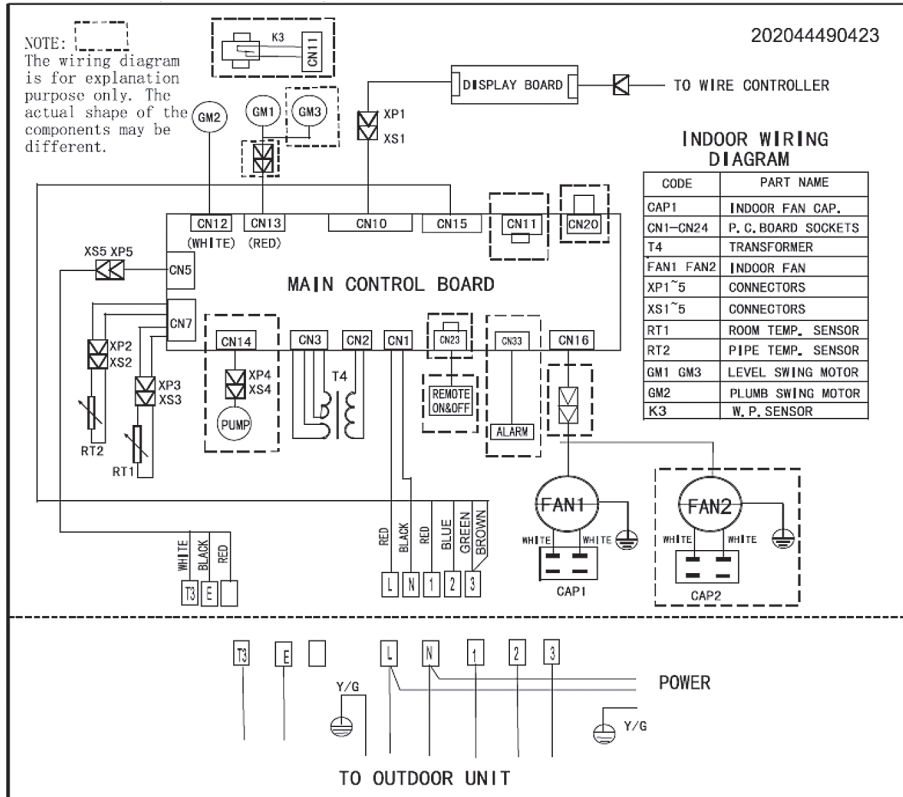 202044490423
NOTE:
The wiring diagram
is for explanation
purpose only. The
actual shape of the
components may be
different.
K3
CN11
GM2
GM1
GM3
XP1
XS1
DISPLAY BOARD
TO WIRE CONTROLLER
INDOOR WIRING
DIAGRAM
CODE PART NAME
CAP1 INDOOR FAN CAP.
CN1-CN24 P.C.BOARD SOCKETS
T4 TRANSFORMER
FAN1 FAN2 INDOOR FAN
XP1~5 CONNECTORS
XS1~5 CONNECTORS
RT1 ROOM TEMP. SENSOR
RT2 PIPE TEMP. SENSOR
GM1 GM3 LEVEL SWING MOTOR
GM2 PLUMB SWING MOTOR
K3 W.P.SENSOR
CN12 CN13 CN10 CN15 CN11 CN20
(WHITE) (RED)
XS5 XP5
CN5
MAIN CONTROL BOARD
CN7
CN14 CN3 CN2 CN1 CN23 CN33 CN16
XP2
XS2
XP3
XS3
XP4
XS4
T4
REMOTE
ON&OFF
PUMP
ALARM
RT2
RT1
FAN1
FAN2
WHITE WHITE
WHITE WHITE
CAP1
CAP2
WHITE
BLACK
RED
RED
BLACK
RED
BLUE
GREEN
BROWN
T3 E
L N 1 2 3
T3 E L N 1 2 3
POWER
Y/G
Y/G
TO OUTDOOR UNIT